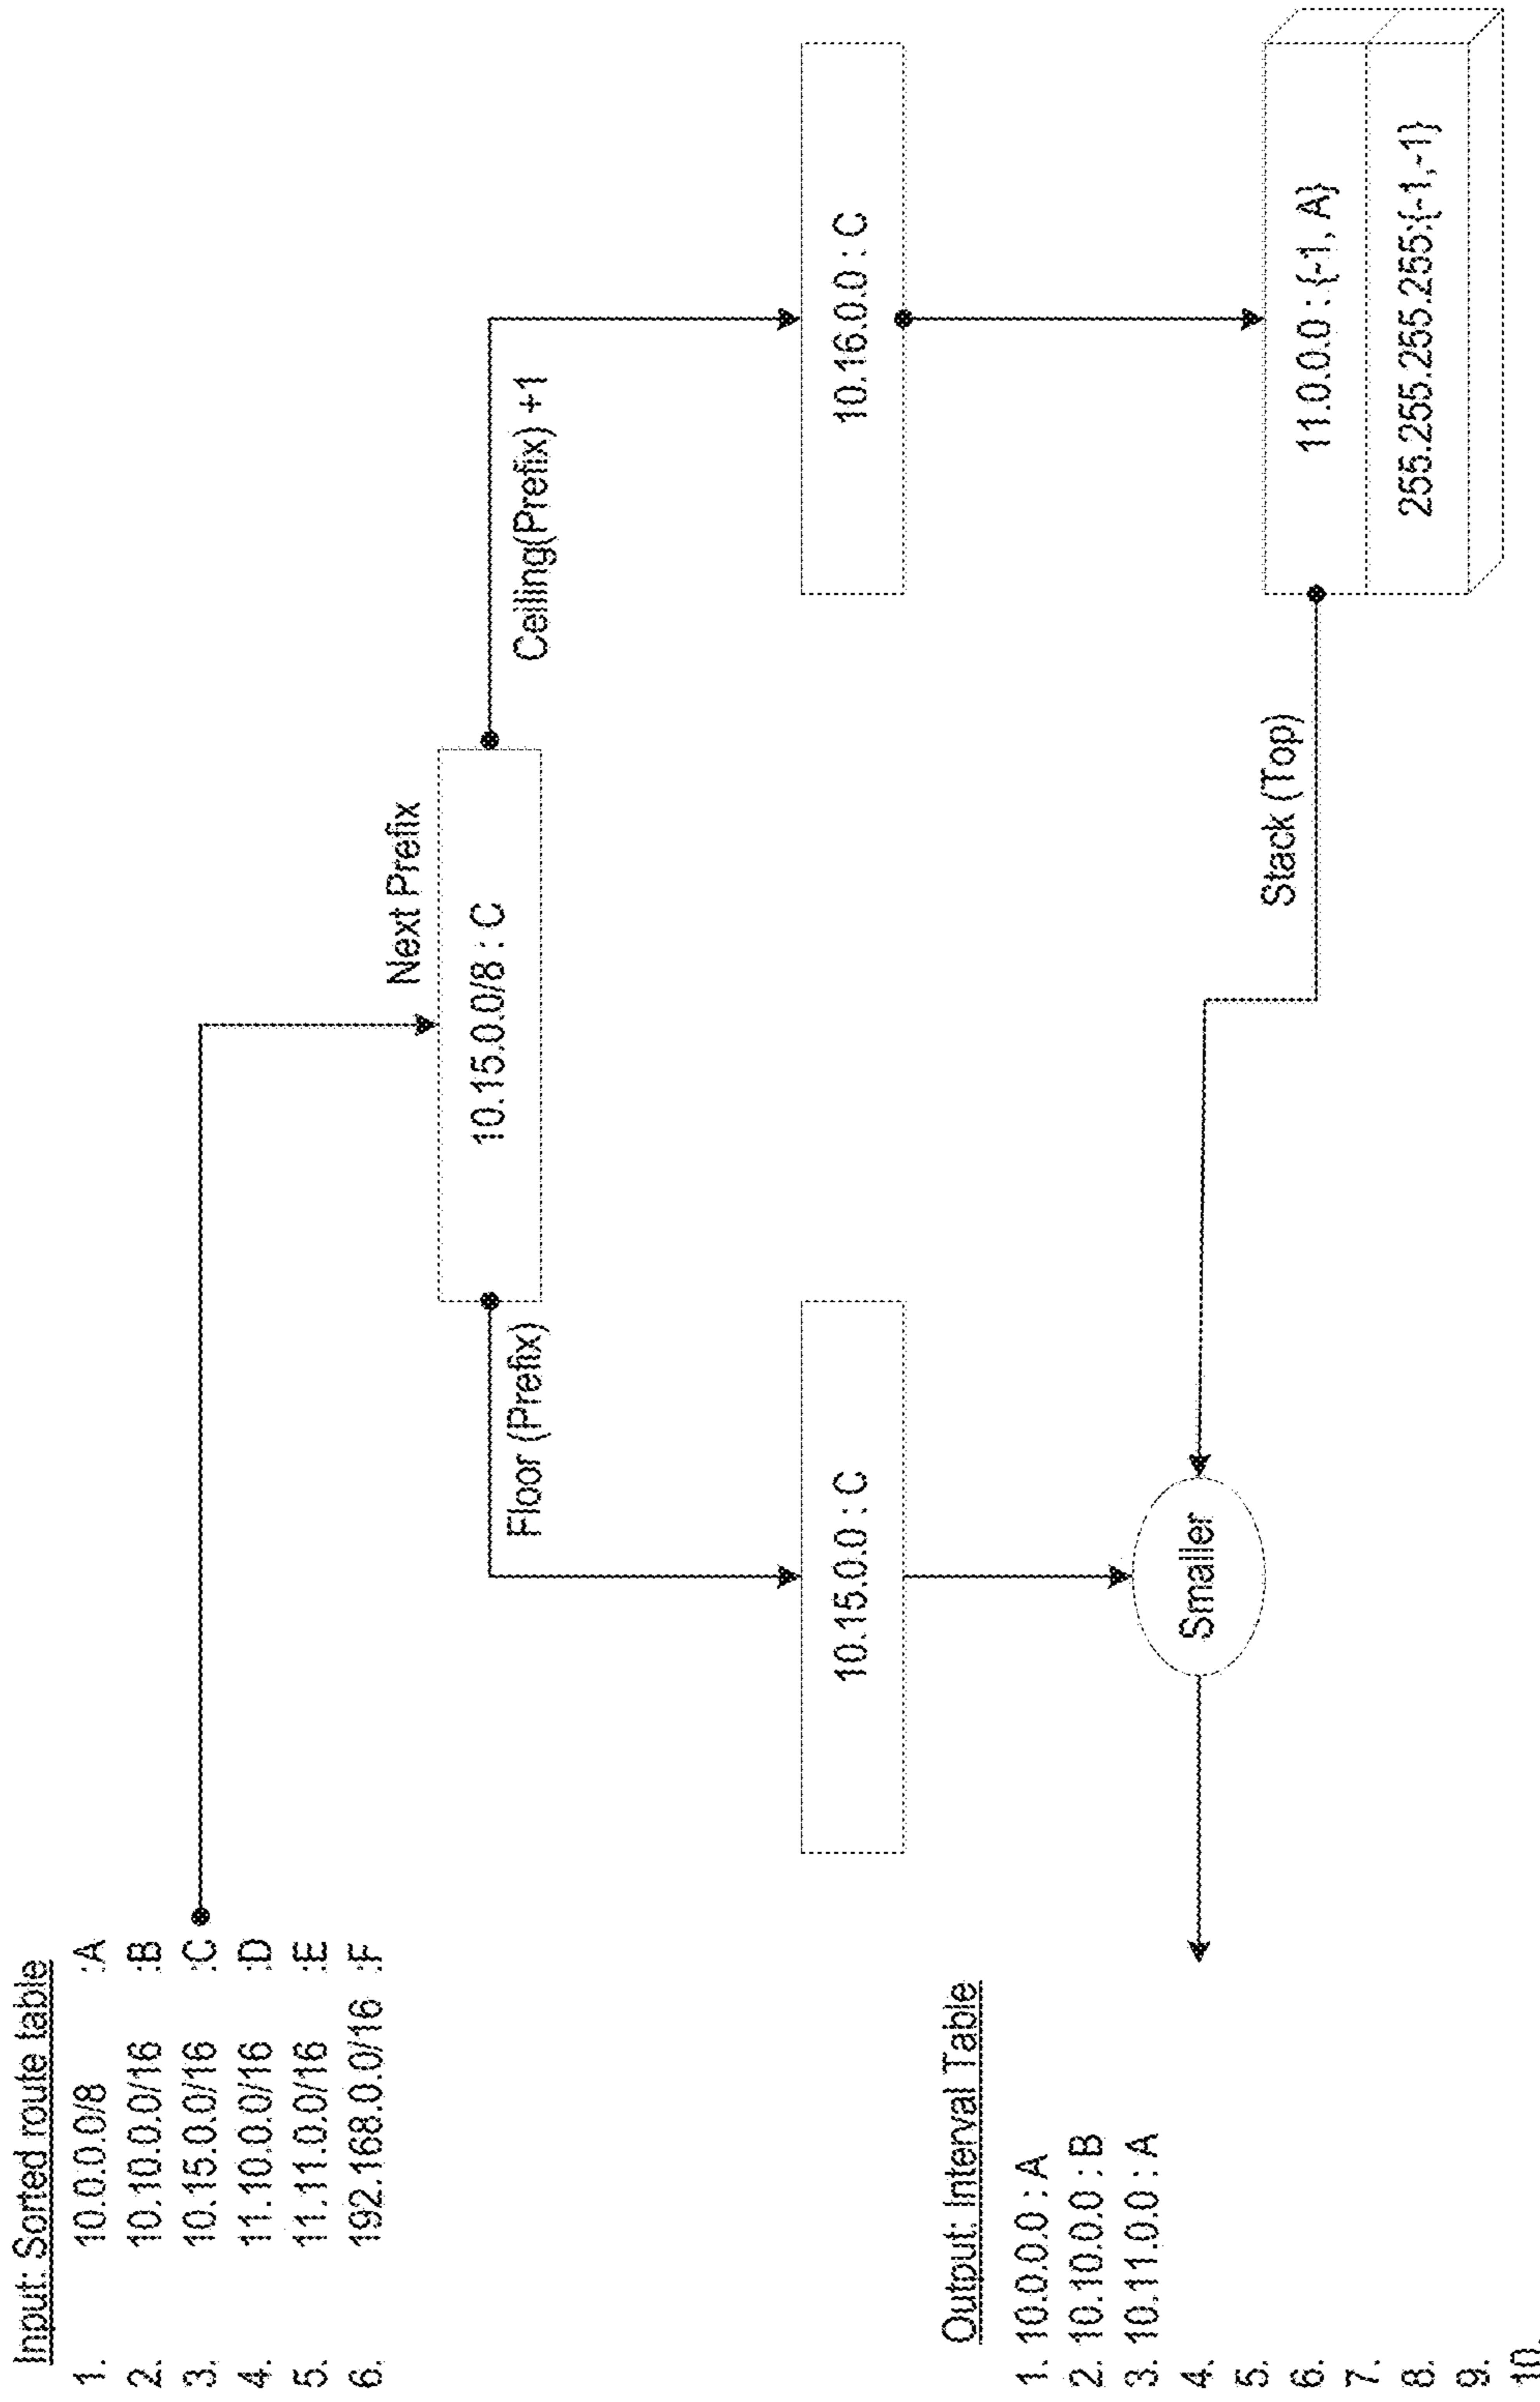 Input: Sorted route table
1. 10.0.0.0/8 :A
2. 10.10.0.0/16 :B
3. 10.15.0.0/16 :C
4. 11.10.0.0/16 :D
5. 11.11.0.0/16 :E
6. 192.168.0.0/16 :F
Next Prefix
10.15.0.0/8 : C
Floor (Prefix)
Ceiling(Prefix) +1
10.15.0.0 : C
10.16.0.0 : C
Output: Interval Table
1. 10.0.0.0 : A
2. 10.10.0.0 : B
3. 10.11.0.0 : A
4.
5.
6.
7.
8.
9.
10.
Smaller
Stack (Top)
11.0.0.0 : {-1, A}
255.255.255.255:{-1,-1}